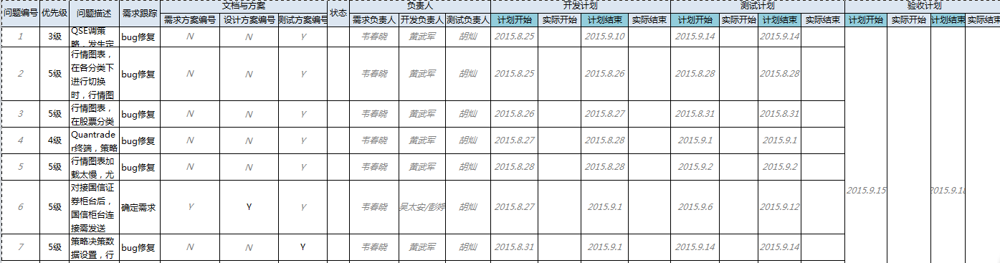 问题编号 优先级 问题描述 需求跟踪 文档与方案 状态 负责人 开发计划 测试计划 验收计划
需求方案编号 设计方案编号 测试方案编号 需求负责人 开发负责人 测试负责人 计划开始 实际开始 计划结束 实际结束 计划开始 实际开始 计划结束 实际结束 计划开始 实际开始 计划结束 实际结束
1 3级 QSE调策略，发生定 bug修复 N N Y 韦春晓 黄武军 胡灿 2015.8.25 2015.9.10 2015.9.14 2015.9.14
2 5级 行情图表，在各分类下进行切换时，行情图 bug修复 N N Y 韦春晓 黄武军 胡灿 2015.8.25 2015.8.26 2015.8.28 2015.8.28
3 5级 行情图表，在股票分类 bug修复 N N Y 韦春晓 黄武军 胡灿 2015.8.26 2015.8.27 2015.8.31 2015.8.31
4 4级 Quantrader终端，策略 bug修复 N N Y 韦春晓 黄武军 胡灿 2015.8.27 2015.8.28 2015.9.1 2015.9.1
5 5级 行情图表加载太慢，尤 bug修复 N N Y 韦春晓 黄武军 胡灿 2015.8.28 2015.8.28 2015.9.2 2015.9.2
6 5级 对接国信证券柜台后，国信柜台连接需发送 确定需求 Y Y Y 韦春晓 吴太安/彭婷 胡灿 2015.8.27 2015.9.1 2015.9.6 2015.9.12 2015.9.15 2015.9.18
7 5级 策略决策数据设置，行 bug修复 N N Y 韦春晓 黄武军 胡灿 2015.8.31 2015.9.1 2015.9.14 2015.9.14